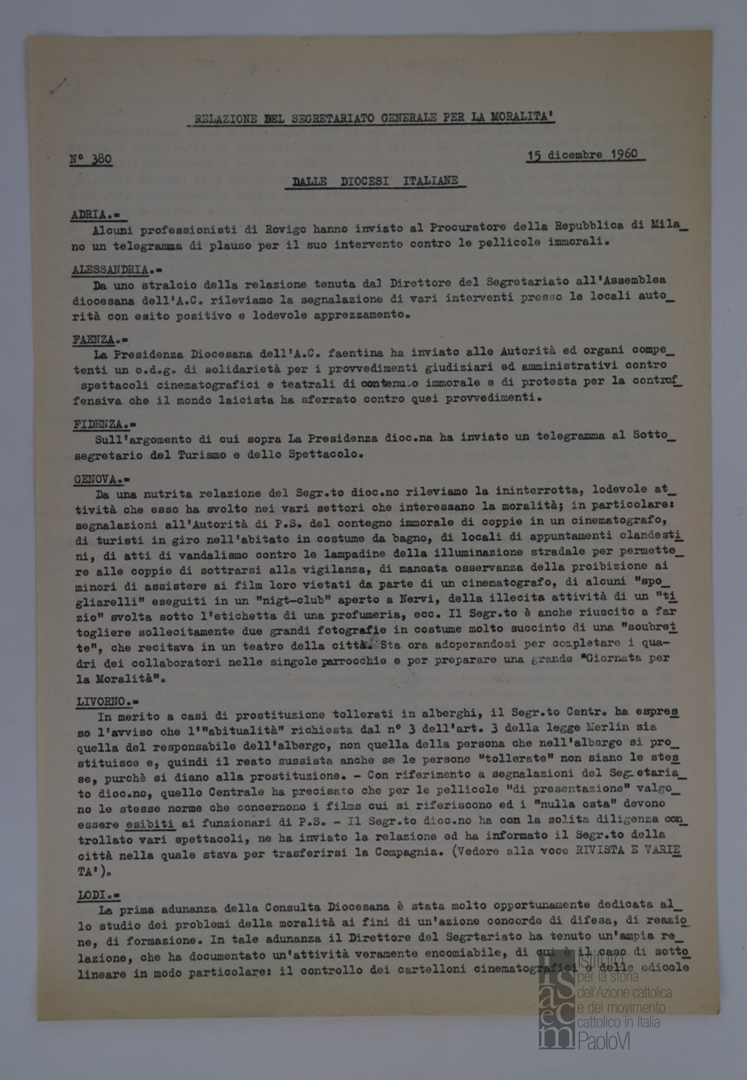 RELAZIONE DEL SEGRETARIATO GENERALE PER LA MORALITA'
N° 380 15 dicembre 1960
DALLE DIOCESI ITALIANE
ADRIA.=
Alcuni professionisti di Rovigo hanno inviato al Procuratore della Repubblica di Mila_
no un telegramma di plauso per il suo intervento contro le pellicole immorali.
ALESSANDRIA.=
Da uno stralcio della relazione tenuta dal Direttore del Segretariato all'Assemblea
diocesana dell'A.C. rileviamo la segnalazione di vari interventi presso le locali auto_
rità con esito positivo e lodevole apprezzamento.
FAENZA.=
La Presidenza Diocesana dell'A.C. faentina ha inviato alle Autorità ed organi compe_
tenti un o.d.g. di solidarietà per i provvedimenti giudiziari ed amministrativi contro
spettacoli cinematografici e teatrali di contenu.o immorale e di protesta per la controf_
fensiva che il mondo laicista ha sferrato contro quei provvedimenti.
FIDENZA.=
Sull'argomento di cui sopra La Presidenza dioc.na ha inviato un telegramma al Sotto_
segretario del Turismo e dello Spettacolo.
GENOVA.=
Da una nutrita relazione del Segr.to dioc.no rileviamo la ininterrotta, lodevole at_
tività che esso ha svolto nei vari settori che interessano la moralità; in particolare:
segnalazioni all'Autorità di P.S. del contegno immorale di coppie in un cinematografo,
di turisti in giro nell'abitato in costume da bagno, di locali di appuntamenti clandesti_
ni, di atti di vandalismo contro le lampadine della illuminazione stradale per permette_
re alle coppie di sottrarsi alla vigilanza, di mancata osservanza della proibizione ai
minori di assistere ai film loro vietati da parte di un cinematografo, di alcuni "spo_
gliarelli" eseguiti in un "nigt-club" aperto a Nervi, della illecita attività di un "ti_
zio" svolta sotto l'etichetta di una profumeria, ecc. Il Segr.to è anche riuscito a far
togliere sollecitamente due grandi fotografie in costume molto succinto di una "soubret_
te", che recitava in un teatro della città. Sta ora adoperandosi per completare i qua-
dri dei collaboratori nelle singole parrocchie e per preparare una grande "Giornata per
la Moralità".
LIVORNO.=
In merito a casi di prostituzione tollerati in alberghi, il Segr.to Centr. ha espres_
so l'avviso che l'"abitualità" richiesta dal n° 3 dell'art. 3 della legge Merlin sia
quella del responsabile dell'albergo, non quella della persona che nell'albergo si pro_
stituisce e, quindi il reato sussista anche se le persone "tollerate" non siano le stes_
se, purchè si diano alla prostituzione. - Con riferimento a segnalazioni del Segretaria_
to dioc.no, quello Centrale ha precisato che per le pellicole "di presentazione" valgo_
no le stesse norme che concernono i films cui si riferiscono ed i "nulla osta" devono
essere esibiti ai funzionari di P.S. - Il Segr.to dioc.no ha con la solita diligenza con_
trollato vari spettacoli, ne ha inviato la relazione ed ha informato il Segr.to della
città nella quale stava per trasferirsi la Compagnia. (Vedere alla voce RIVISTA E VARIE_
TA').
LODI.=
La prima adunanza della Consulta Diocesana è stata molto opportunamente dedicata al_
lo studio dei problemi della moralità ai fini di un'azione concorde di difesa, di reazio_
ne, di formazione. In tale adunanza il Direttore del Segrtariato ha tenuto un'ampia re_
lazione, che ha documentato un'attività veramente encomiabile, di cui è il caso di sotto_
lineare in modo particolare: il controllo dei cartelloni cinematografici e delle edicole
isacem
Istituto
per la storia
dell'Azione cattolica
e del movimento
cattolico in Italia
PaoloVI